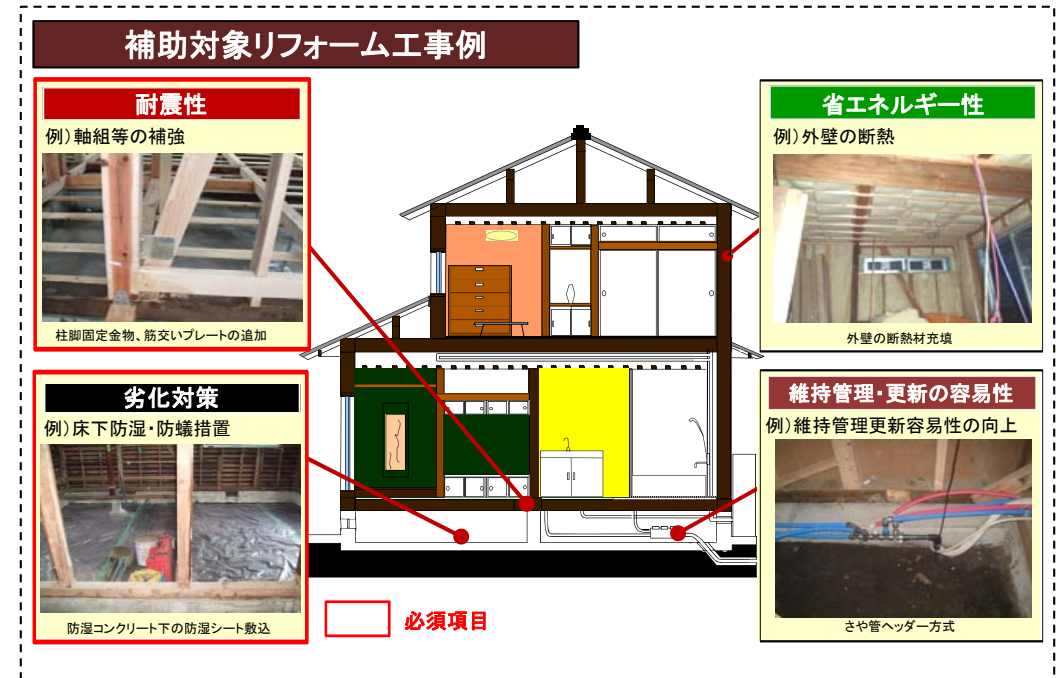 補助対象リフォーム工事例
耐震性
例)軸組等の補強
柱脚固定金物、筋交いプレートの追加
省エネルギー性
例)外壁の断熱
外壁の断熱材充填
劣化対策
例)床下防湿・防蟻措置
防湿コンクリート下の防湿シート敷込
維持管理・更新の容易性
例)維持管理更新容易性の向上
さや管ヘッダー方式
必須項目